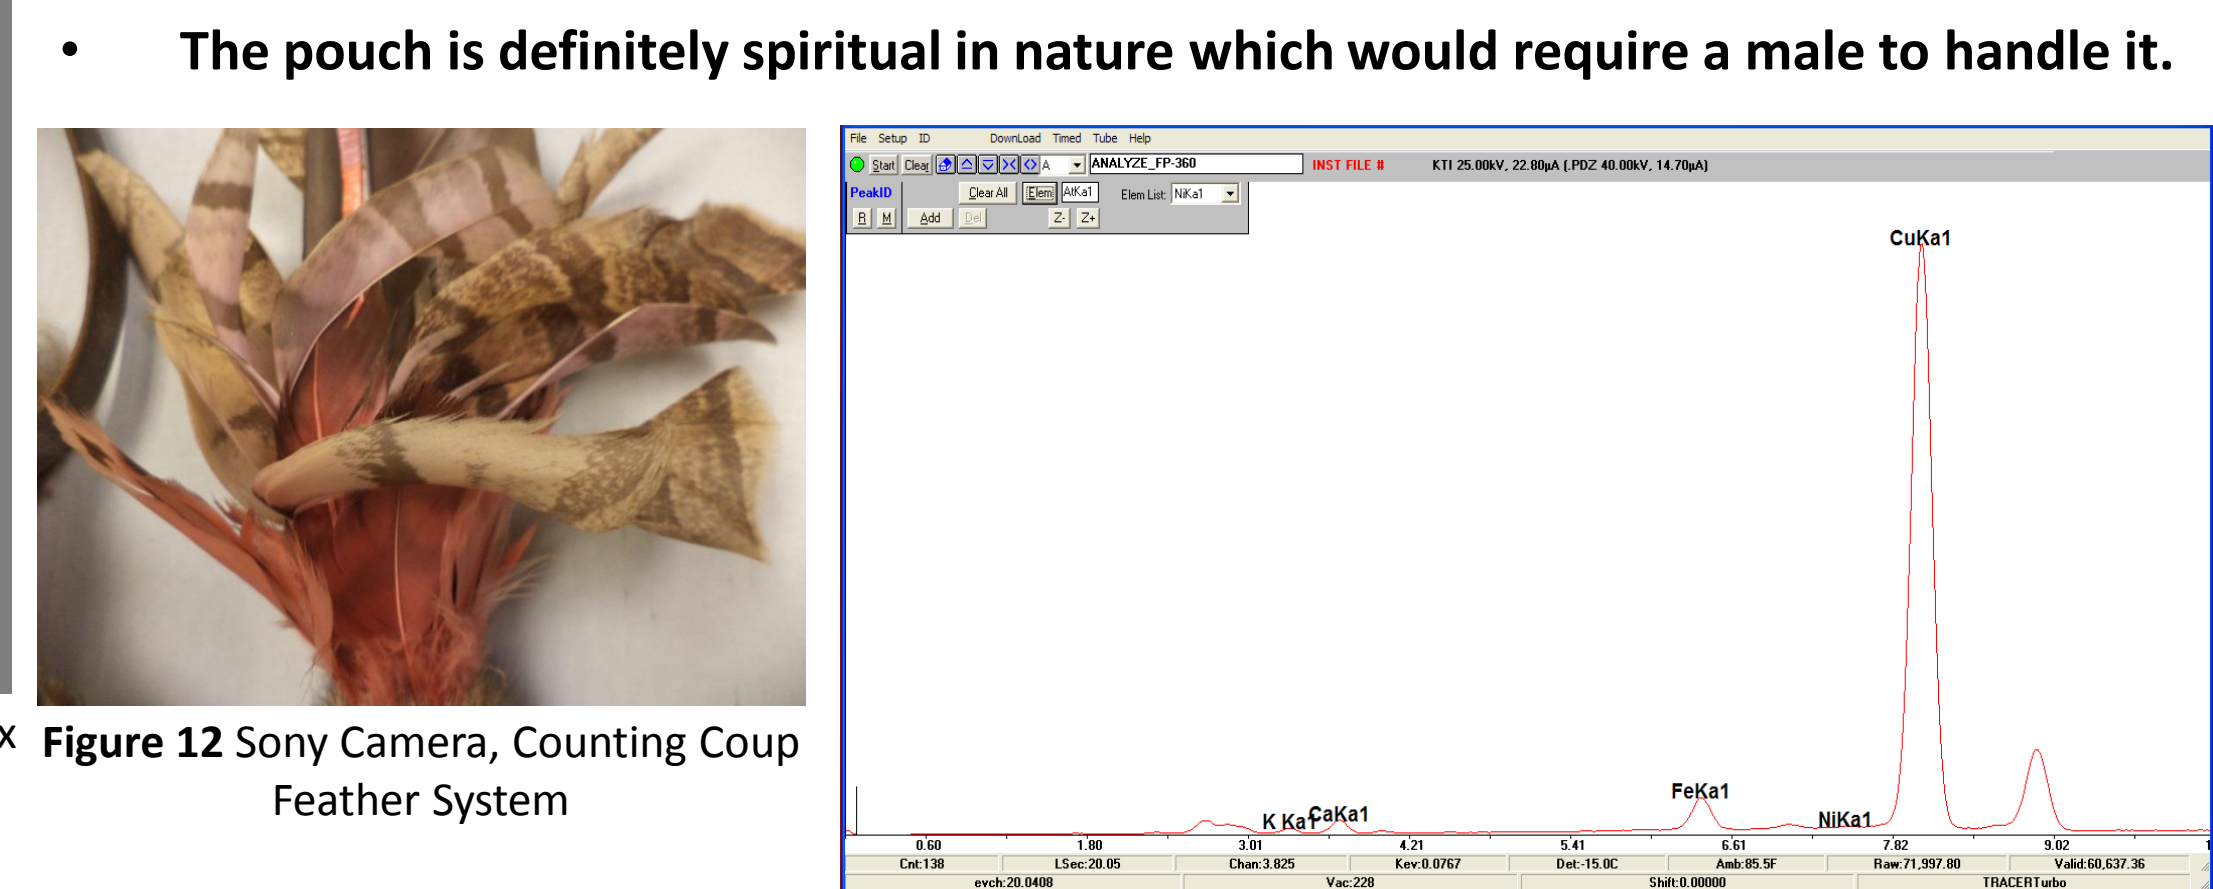 • The pouch is definitely spiritual in nature which would require a male to handle it.
File Setup ID DownLoad Timed Tube Help
Start Clear A ANALYZE_FP-360 INST FILE # KTI 25.00kV, 22.80µA (.PDZ 40.00kV, 14.70µA)
PeakID Clear All Elem AtKa1 Elem List: NiKa1
R M Add Del Z- Z+
CuKa1
FeKa1
K Ka1 CaKa1 NiKa1
0.60 1.80 3.01 4.21 5.41 6.61 7.82 9.02 1
Cnt:138 LSec:20.05 Chan:3.825 Kev:0.0767 Det:-15.0C Amb:85.5F Raw:71,997.80 Valid:60,637.36
evch:20.0408 Vac:228 Shift:0.00000 TRACERTurbo
x
Figure 12 Sony Camera, Counting Coup
Feather System